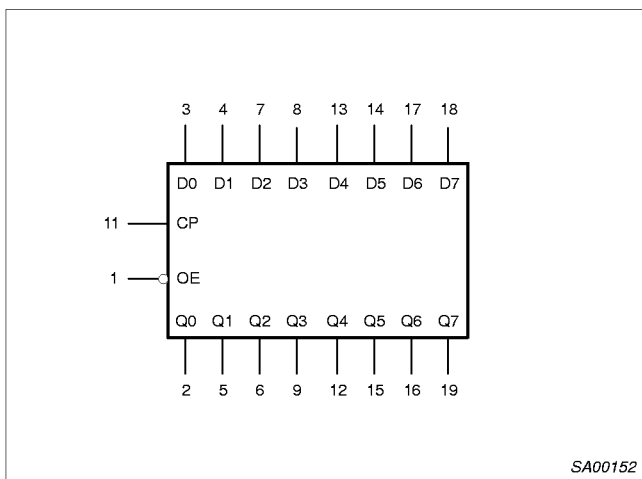 3 4 7 8 13 14 17 18
D0 D1 D2 D3 D4 D5 D6 D7
11 CP
1 OE
Q0 Q1 Q2 Q3 Q4 Q5 Q6 Q7
2 5 6 9 12 15 16 19
SA00152